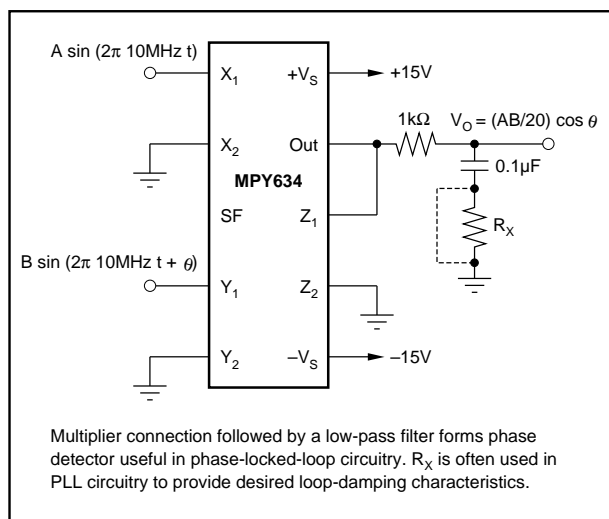 A sin (2π 10MHz t)
X1
+VS
+15V
1kΩ
VO = (AB/20) cos θ
X2
Out
0.1µF
MPY634
SF
Z1
RX
B sin (2π 10MHz t + θ)
Y1
Z2
Y2
–VS
–15V
Multiplier connection followed by a low-pass filter forms phase
detector useful in phase-locked-loop circuitry. RX is often used in
PLL circuitry to provide desired loop-damping characteristics.